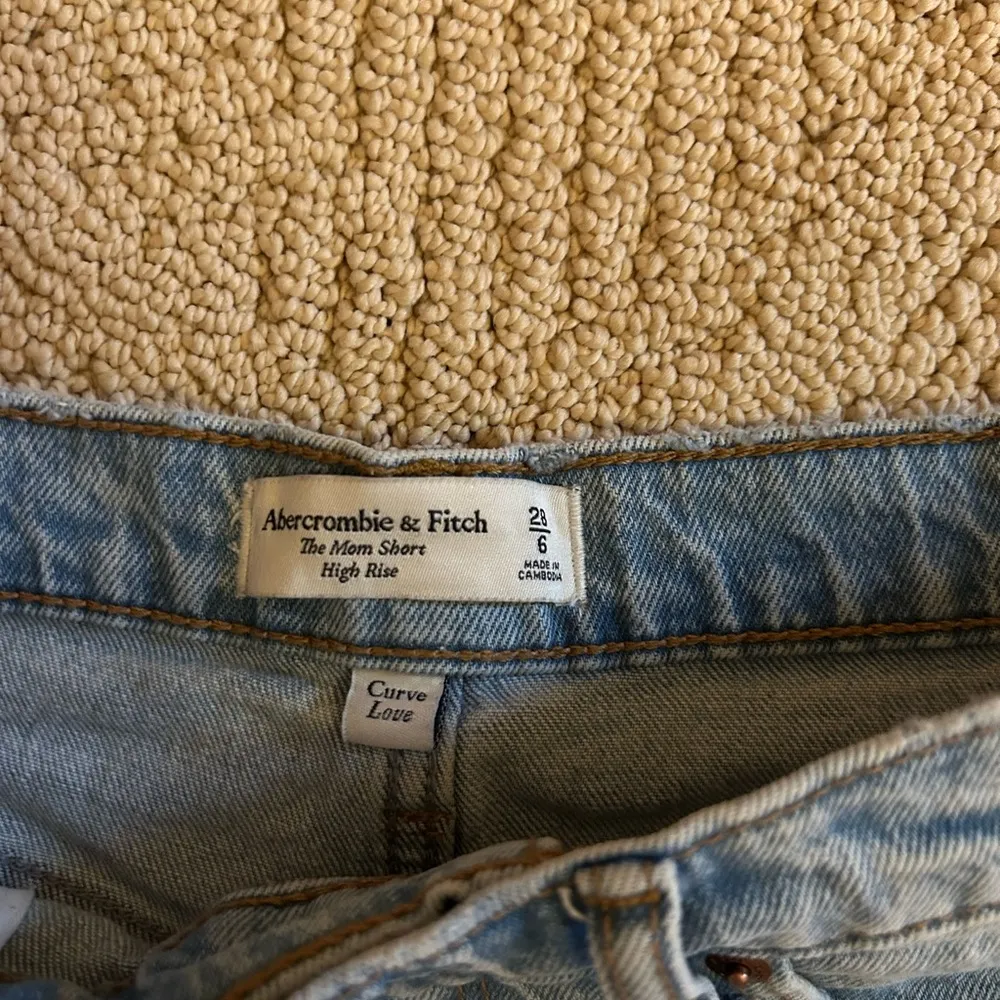 Abercrombie & Fitch
The Mom Short
High Rise
28
6
MADE IN
CAMBODIA
Curve
Love